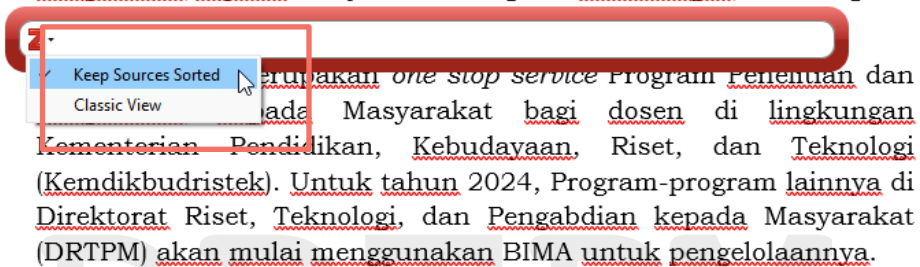 Z
Keep Sources Sorted
Classic View
one stop service Program Penelitian dan
Masyarakat bagi dosen di lingkungan
Kementerian Pendidikan, Kebudayaan, Riset, dan Teknologi
(Kemdikbudristek). Untuk tahun 2024, Program-program lainnya di
Direktorat Riset, Teknologi, dan Pengabdian kepada Masyarakat
(DRTPM) akan mulai menggunakan BIMA untuk pengelolaannya.